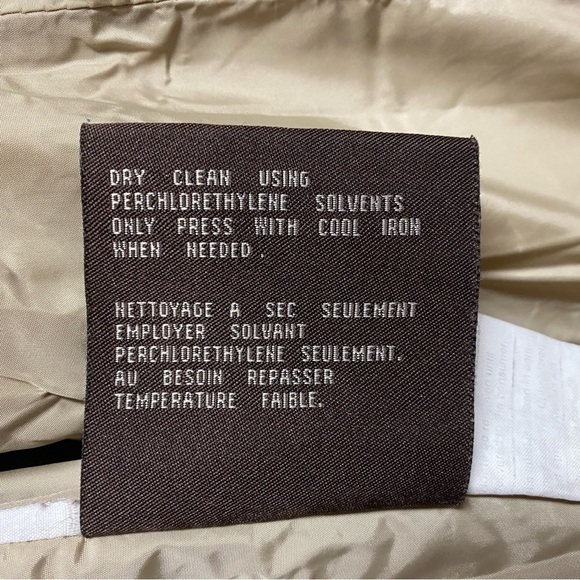 DRY CLEAN USING
PERCHLORETHYLENE SOLVENTS
ONLY PRESS WITH COOL IRON
WHEN NEEDED.
NETTOYAGE A SEC SEULEMENT
EMPLOYER SOLVANT
PERCHLORETHYLENE SEULEMENT.
AU BESOIN REPASSER
TEMPERATURE FAIBLE.